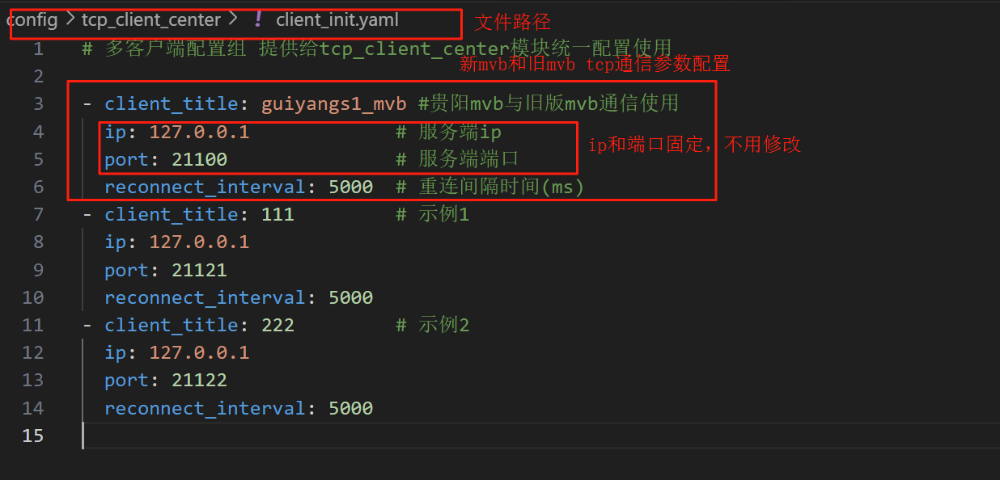 config > tcp_client_center > ! client_init.yaml 文件路径
1 # 多客户端配置组 提供给tcp_client_center模块统一配置使用
新mvb和旧mvb tcp通信参数配置
2
3 - client_title: guiyangs1_mvb #贵阳mvb与旧版mvb通信使用
4 ip: 127.0.0.1 # 服务端ip
ip和端口固定，不用修改
5 port: 21100 # 服务端端口
6 reconnect_interval: 5000 # 重连间隔时间(ms)
7 - client_title: 111 # 示例1
8 ip: 127.0.0.1
9 port: 21121
10 reconnect_interval: 5000
11 - client_title: 222 # 示例2
12 ip: 127.0.0.1
13 port: 21122
14 reconnect_interval: 5000
15